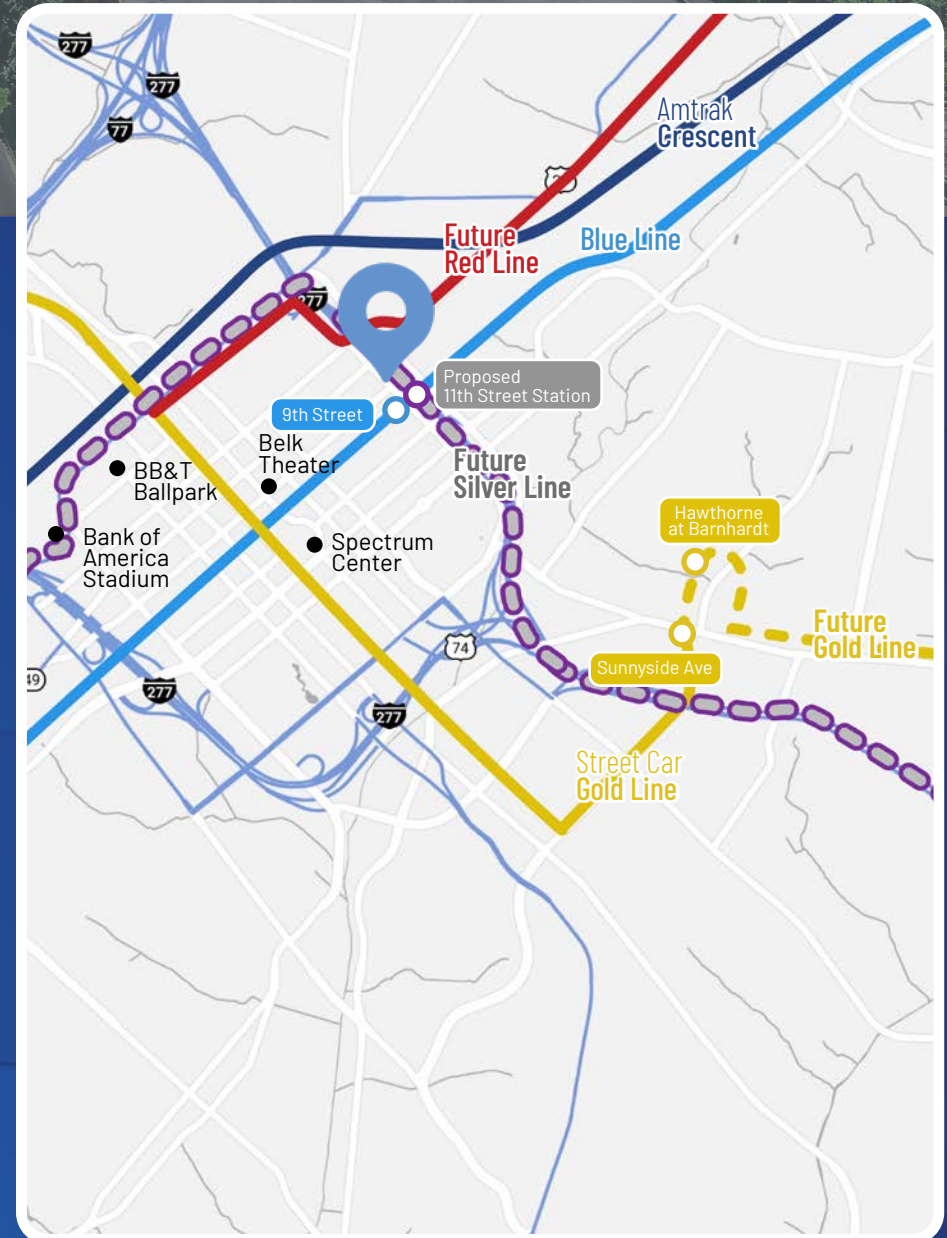 277
277
77
Amtrak
Crescent
Future
Red Line
Blue Line
277
Proposed
11th Street Station
9th Street
Belk
Theater
BB&T
Ballpark
Future
Silver Line
Bank of
America
Stadium
Spectrum
Center
Hawthorne
at Barnhardt
Future
Gold Line
74
Sunnyside Ave
49
277
277
Street Car
Gold Line